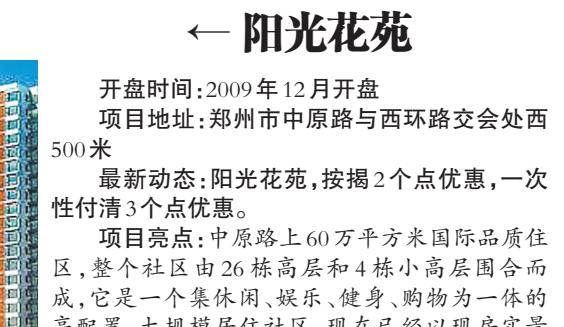 ← 阳光花苑
开盘时间:2009年12月开盘
项目地址:郑州市中原路与西环路交会处西
500米
最新动态:阳光花苑,按揭2个点优惠,一次
性付清3个点优惠。
项目亮点:中原路上60万平方米国际品质住
区,整个社区由26栋高层和4栋小高层围合而
成,它是一个集休闲、娱乐、健身、购物为一体的